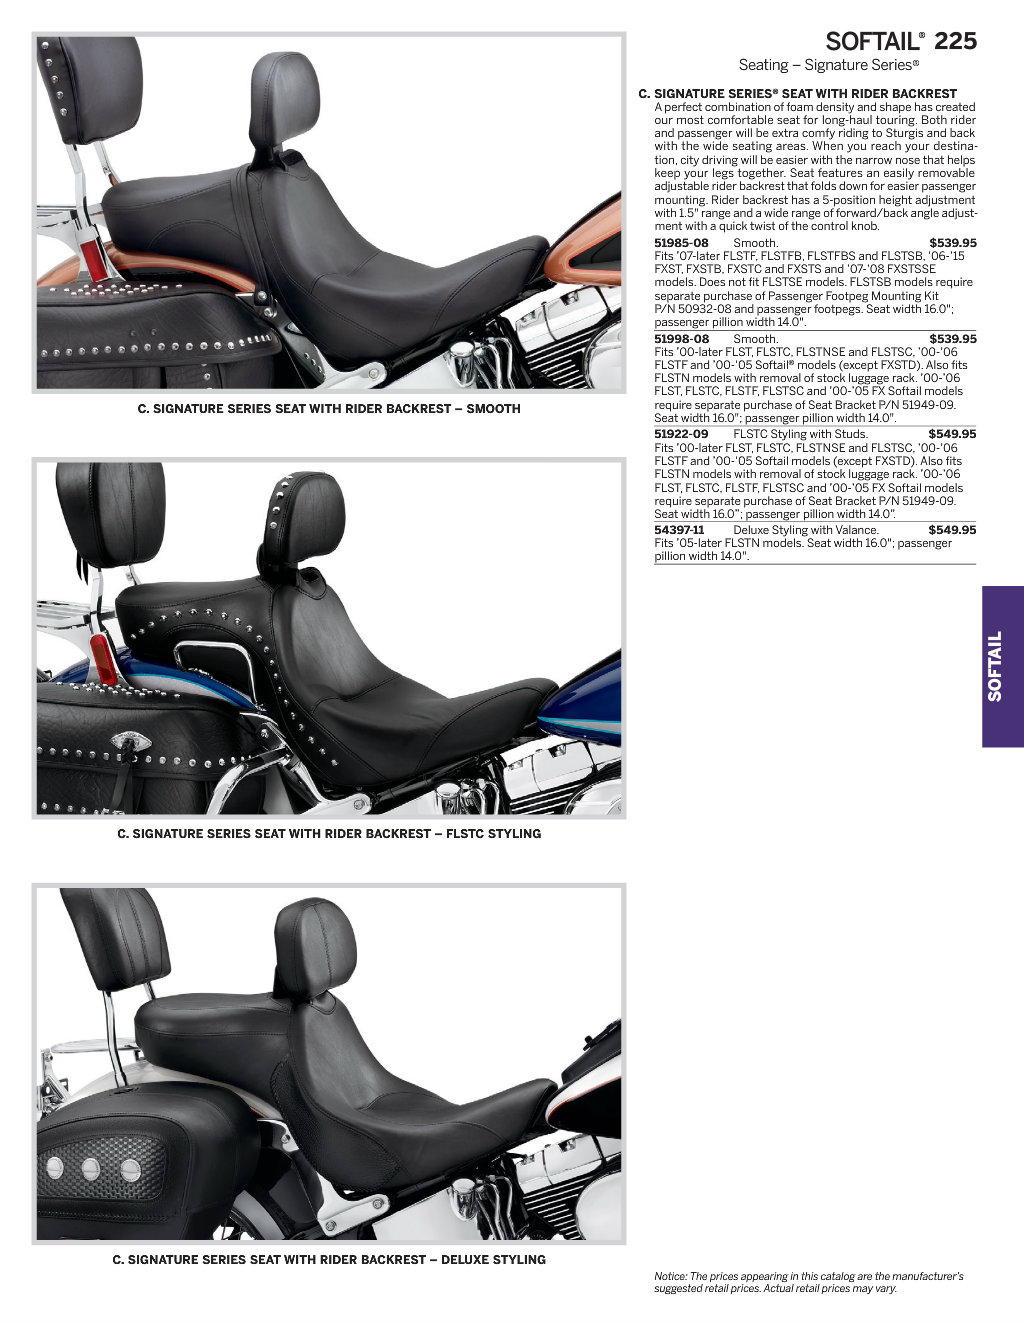 SOFTAIL® 225
Seating – Signature Series®
C. SIGNATURE SERIES® SEAT WITH RIDER BACKREST
A perfect combination of foam density and shape has created
our most comfortable seat for long-haul touring. Both rider
and passenger will be extra comfy riding to Sturgis and back
with the wide seating areas. When you reach your destina-
tion, city driving will be easier with the narrow nose that helps
keep your legs together. Seat features an easily removable
adjustable rider backrest that folds down for easier passenger
mounting. Rider backrest has a 5-position height adjustment
with 1.5" range and a wide range of forward/back angle adjust-
ment with a quick twist of the control knob.
51985-08 Smooth. $539.95
Fits '07-later FLSTF, FLSTFB, FLSTFBS and FLSTSB, '06-'15
FXST, FXSTB, FXSTC and FXSTS and '07-'08 FXSTSSE
models. Does not fit FLSTSE models. FLSTSB models require
separate purchase of Passenger Footpeg Mounting Kit
P/N 50932-08 and passenger footpegs. Seat width 16.0";
passenger pillion width 14.0".
51998-08 Smooth. $539.95
Fits '00-later FLST, FLSTC, FLSTNSE and FLSTSC, '00-'06
FLSTF and '00-'05 Softail® models (except FXSTD). Also fits
FLSTN models with removal of stock luggage rack. '00-'06
FLST, FLSTC, FLSTF, FLSTSC and '00-'05 FX Softail models
require separate purchase of Seat Bracket P/N 51949-09.
Seat width 16.0"; passenger pillion width 14.0".
51922-09 FLSTC Styling with Studs. $549.95
Fits '00-later FLST, FLSTC, FLSTNSE and FLSTSC, '00-'06
FLSTF and '00-'05 Softail models (except FXSTD). Also fits
FLSTN models with removal of stock luggage rack. '00-'06
FLST, FLSTC, FLSTF, FLSTSC and '00-'05 FX Softail models
require separate purchase of Seat Bracket P/N 51949-09.
Seat width 16.0"; passenger pillion width 14.0".
54397-11 Deluxe Styling with Valance. $549.95
Fits '05-later FLSTN models. Seat width 16.0"; passenger
pillion width 14.0".
C. SIGNATURE SERIES SEAT WITH RIDER BACKREST – SMOOTH
C. SIGNATURE SERIES SEAT WITH RIDER BACKREST – FLSTC STYLING
C. SIGNATURE SERIES SEAT WITH RIDER BACKREST – DELUXE STYLING
SOFTAIL
Notice: The prices appearing in this catalog are the manufacturer's
suggested retail prices. Actual retail prices may vary.